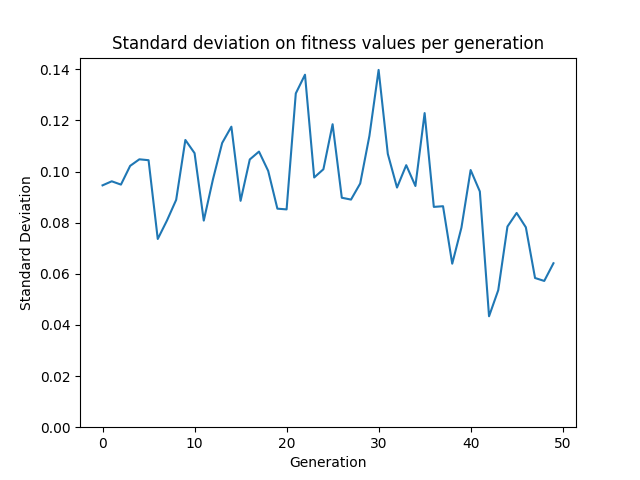 Standard deviation on fitness values per generation
0.14
0.12
0.10
0.08
0.06
0.04
0.02
0.00
Standard Deviation
0 10 20 30 40 50
Generation